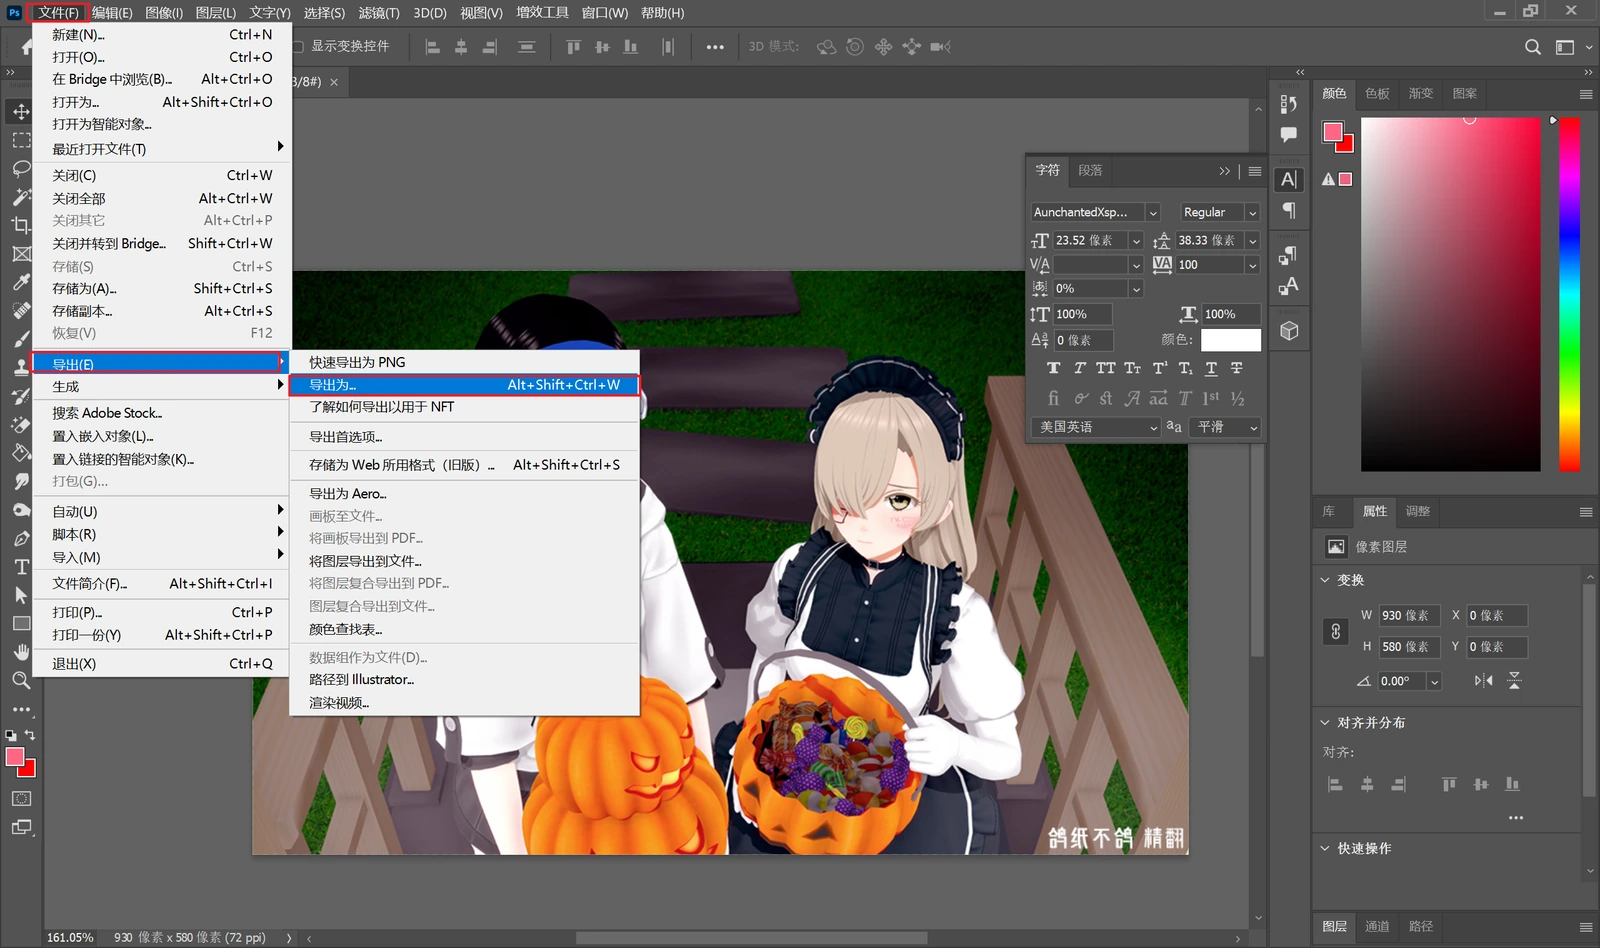 Ps 文件(F) 编辑(E) 图像(I) 图层(L) 文字(Y) 选择(S) 滤镜(T) 3D(D) 视图(V) 增效工具 窗口(W) 帮助(H)
显示变换控件
3D 模式:
3/8#) ×
新建(N)... Ctrl+N
打开(O)... Ctrl+O
在 Bridge 中浏览(B)... Alt+Ctrl+O
打开为... Alt+Shift+Ctrl+O
打开为智能对象...
最近打开文件(T)
关闭(C) Ctrl+W
关闭全部 Alt+Ctrl+W
关闭其它 Alt+Ctrl+P
关闭并转到 Bridge... Shift+Ctrl+W
存储(S) Ctrl+S
存储为(A)... Shift+Ctrl+S
存储副本... Alt+Ctrl+S
恢复(V) F12
导出(E)
生成
搜索 Adobe Stock...
置入嵌入对象(L)...
置入链接的智能对象(K)...
打包(G)...
自动(U)
脚本(R)
导入(M)
文件简介(F)... Alt+Shift+Ctrl+I
打印(P)... Ctrl+P
打印一份(Y) Alt+Shift+Ctrl+P
退出(X) Ctrl+Q
快速导出为 PNG
导出为... Alt+Shift+Ctrl+W
了解如何导出以用于 NFT
导出首选项...
存储为 Web 所用格式（旧版）... Alt+Shift+Ctrl+S
导出为 Aero...
画板至文件...
将画板导出到 PDF...
将图层导出到文件...
将图层复合导出到 PDF...
图层复合导出到文件...
颜色查找表...
数据组作为文件(D)...
路径到 Illustrator...
渲染视频...
字符 段落
AunchantedXsp... Regular
23.52 像素 38.33 像素
100
0%
100% 100%
0 像素 颜色:
美国英语 aa 平滑
颜色 色板 渐变 图案
库 属性 调整
像素图层
变换
W 930 像素 X 0 像素
H 580 像素 Y 0 像素
0.00°
对齐并分布
对齐:
快速操作
图层 通道 路径
鸽纸不鸽 精翻
161.05% 930 像素 x 580 像素 (72 ppi)